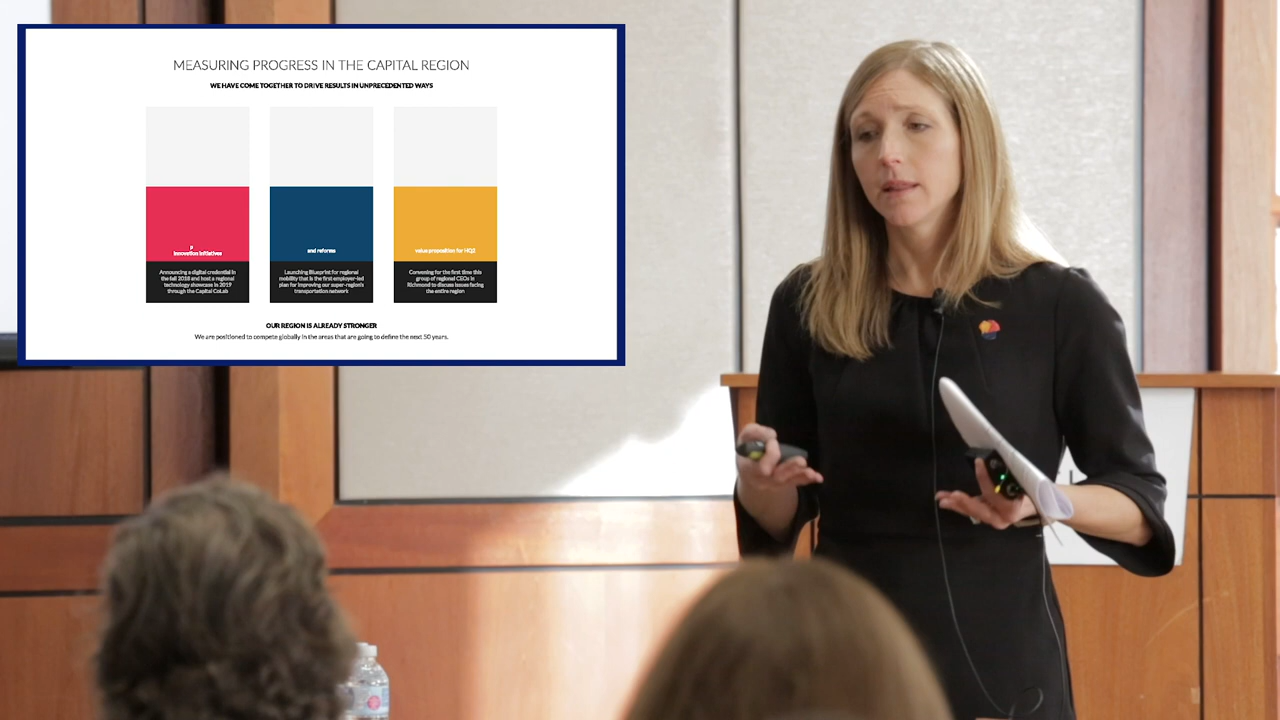 MEASURING PROGRESS IN THE CAPITAL REGION
WE HAVE COME TOGETHER TO DRIVE RESULTS IN UNPRECEDENTED WAYS
P
innovation initiatives
Announcing a digital credential in
the fall 2018 and host a regional
technology showcase in 2019
through the Capital CoLab
and reforms
Launching Blueprint for regional
mobility that is the first employer-led
plan for improving our super-region's
transportation network
value proposition for HQ2
Convening for the first time this
group of regional CEOs in
Richmond to discuss issues facing
the entire region
OUR REGION IS ALREADY STRONGER
We are positioned to compete globally in the areas that are going to define the next 50 years.